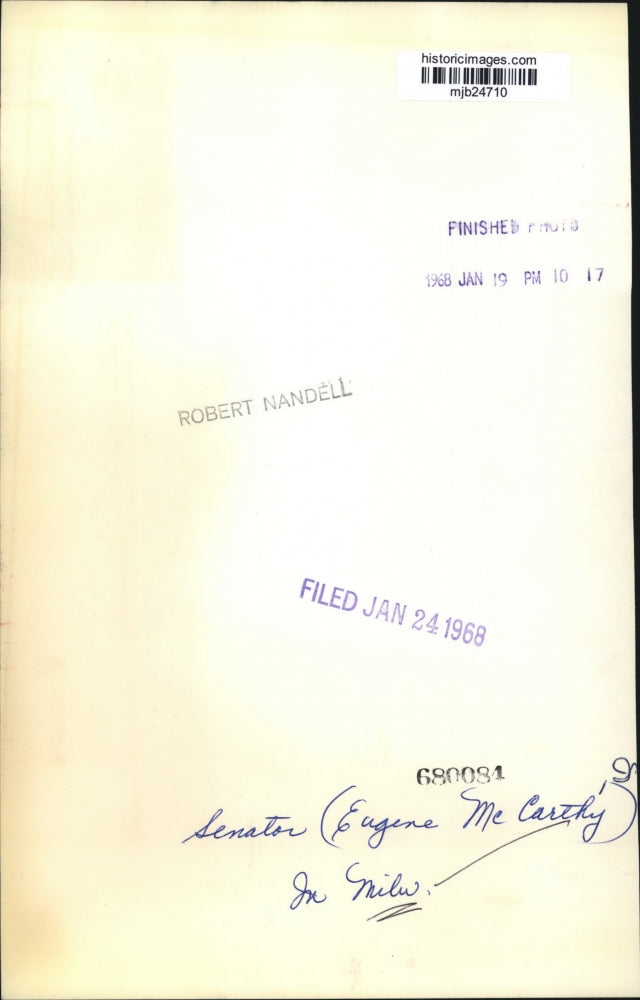 historicimages.com
mjb24710
FINISHED PHOTO
1968 JAN 19 PM 10 17
ROBERT NANDELL
FILED JAN 24 1968
680084
Senator (Eugene McCarthy)
In Milw.